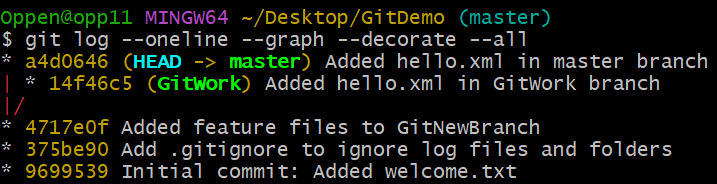 Oppen@opp11 MINGW64 ~/Desktop/GitDemo (master)
$ git log --oneline --graph --decorate --all
* a4d0646 (HEAD -> master) Added hello.xml in master branch
| * 14f46c5 (GitWork) Added hello.xml in GitWork branch
|/
* 4717e0f Added feature files to GitNewBranch
* 375be90 Add .gitignore to ignore log files and folders
* 9699539 Initial commit: Added welcome.txt